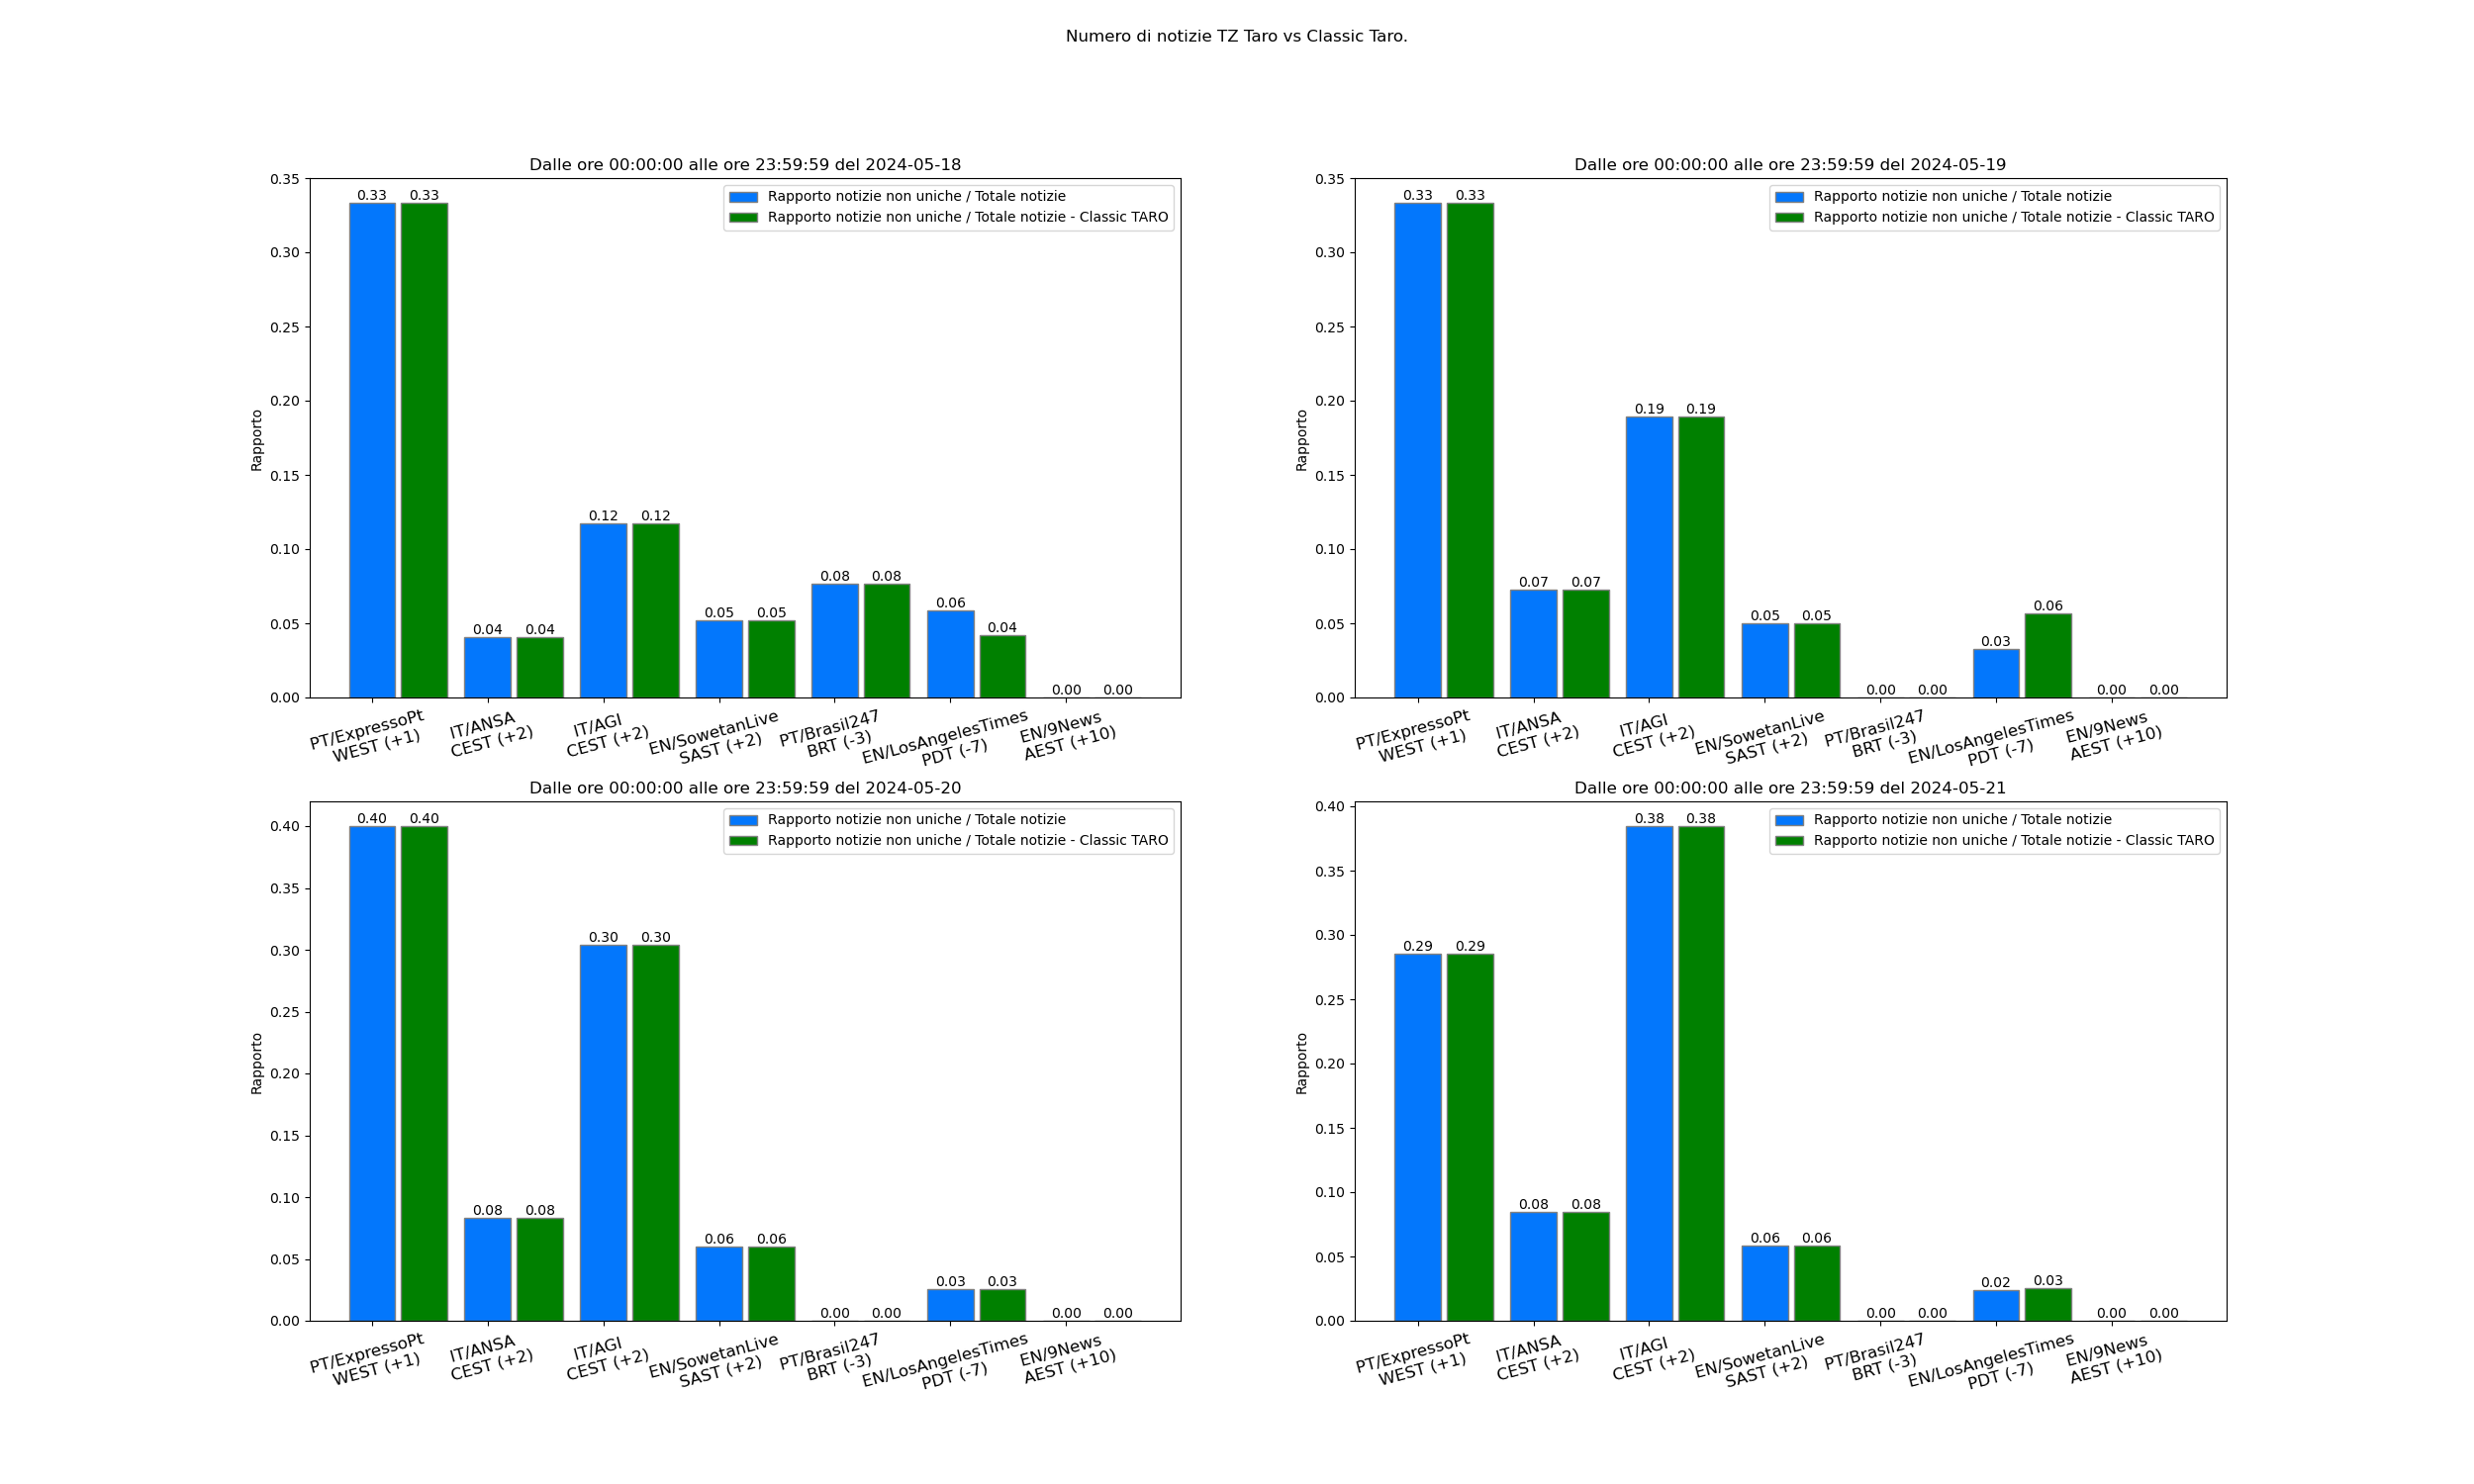 Numero di notizie TZ Taro vs Classic Taro.
Dalle ore 00:00:00 alle ore 23:59:59 del 2024-05-18
Rapporto notizie non uniche / Totale notizie
Rapporto notizie non uniche / Totale notizie - Classic TARO
Rapporto
0.35
0.30
0.25
0.20
0.15
0.10
0.05
0.00
0.33 0.33 0.04 0.04 0.12 0.12 0.05 0.05 0.08 0.08 0.06 0.04 0.00 0.00
PT/ExpressoPt
WEST (+1)
IT/ANSA
CEST (+2)
IT/AGI
CEST (+2)
EN/SowetanLive
SAST (+2)
PT/Brasil247
BRT (-3)
EN/LosAngelesTimes
PDT (-7)
EN/9News
AEST (+10)
Dalle ore 00:00:00 alle ore 23:59:59 del 2024-05-19
Rapporto notizie non uniche / Totale notizie
Rapporto notizie non uniche / Totale notizie - Classic TARO
Rapporto
0.35
0.30
0.25
0.20
0.15
0.10
0.05
0.00
0.33 0.33 0.07 0.07 0.19 0.19 0.05 0.05 0.00 0.00 0.03 0.06 0.00 0.00
PT/ExpressoPt
WEST (+1)
IT/ANSA
CEST (+2)
IT/AGI
CEST (+2)
EN/SowetanLive
SAST (+2)
PT/Brasil247
BRT (-3)
EN/LosAngelesTimes
PDT (-7)
EN/9News
AEST (+10)
Dalle ore 00:00:00 alle ore 23:59:59 del 2024-05-20
Rapporto notizie non uniche / Totale notizie
Rapporto notizie non uniche / Totale notizie - Classic TARO
Rapporto
0.40
0.35
0.30
0.25
0.20
0.15
0.10
0.05
0.00
0.40 0.40 0.08 0.08 0.30 0.30 0.06 0.06 0.00 0.00 0.03 0.03 0.00 0.00
PT/ExpressoPt
WEST (+1)
IT/ANSA
CEST (+2)
IT/AGI
CEST (+2)
EN/SowetanLive
SAST (+2)
PT/Brasil247
BRT (-3)
EN/LosAngelesTimes
PDT (-7)
EN/9News
AEST (+10)
Dalle ore 00:00:00 alle ore 23:59:59 del 2024-05-21
Rapporto notizie non uniche / Totale notizie
Rapporto notizie non uniche / Totale notizie - Classic TARO
Rapporto
0.40
0.35
0.30
0.25
0.20
0.15
0.10
0.05
0.00
0.29 0.29 0.08 0.08 0.38 0.38 0.06 0.06 0.00 0.00 0.02 0.03 0.00 0.00
PT/ExpressoPt
WEST (+1)
IT/ANSA
CEST (+2)
IT/AGI
CEST (+2)
EN/SowetanLive
SAST (+2)
PT/Brasil247
BRT (-3)
EN/LosAngelesTimes
PDT (-7)
EN/9News
AEST (+10)